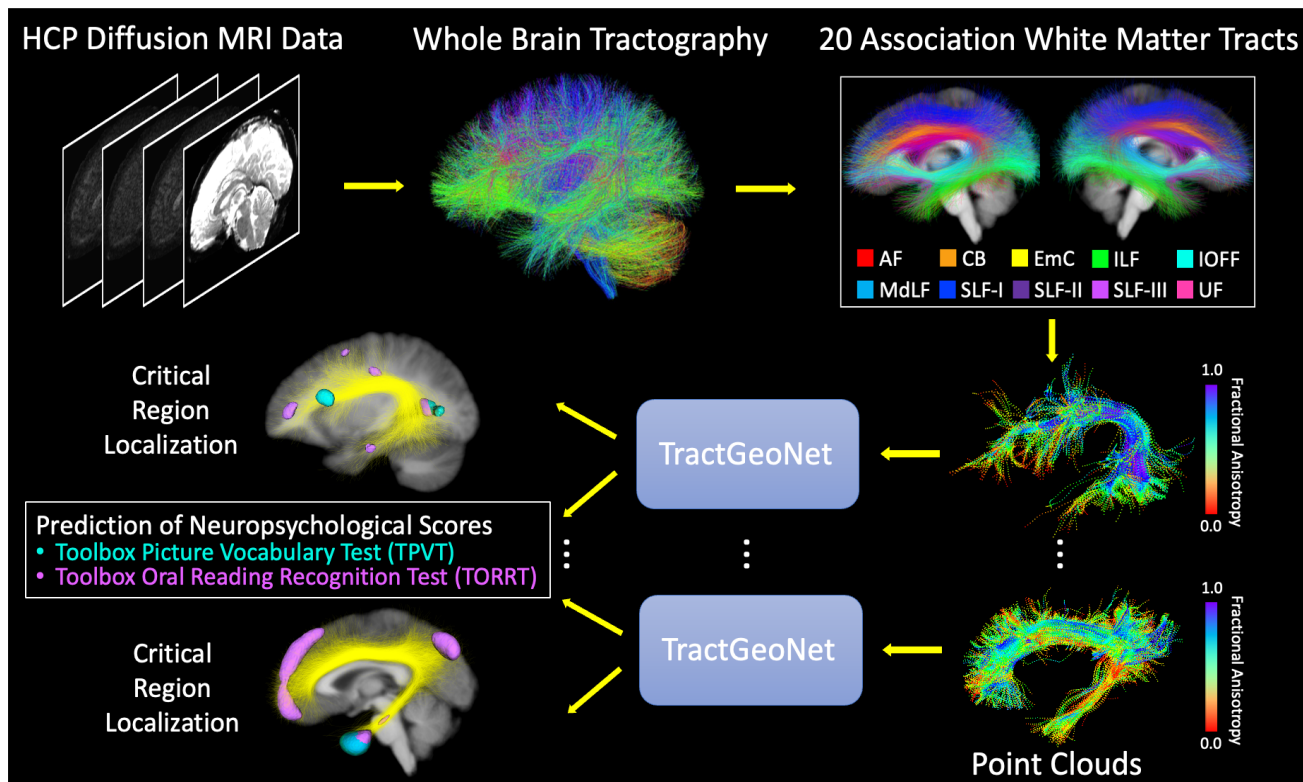 HCP Diffusion MRI Data
Whole Brain Tractography
20 Association White Matter Tracts
AF
CB
EmC
ILF
IOFF
MdLF
SLF-I
SLF-II
SLF-III
UF
Critical
Region
Localization
TractGeoNet
1.0
Fractional Anisotropy
0.0
Prediction of Neuropsychological Scores
• Toolbox Picture Vocabulary Test (TPVT)
• Toolbox Oral Reading Recognition Test (TORRT)
Critical
Region
Localization
TractGeoNet
1.0
Fractional Anisotropy
0.0
Point Clouds